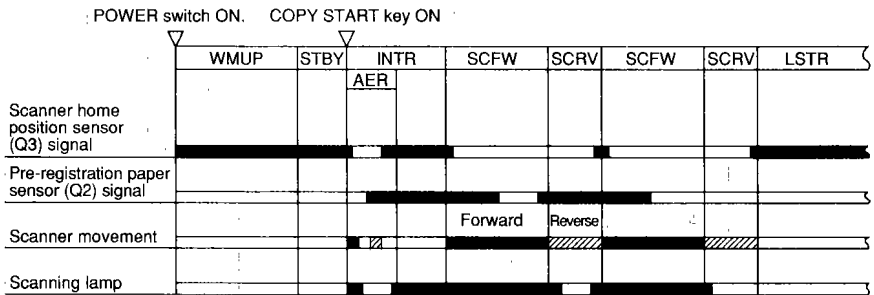 POWER switch ON. COPY START key ON
WMUP STBY INTR SCFW SCRV SCFW SCRV LSTR
AER
Scanner home
position sensor
(Q3) signal
Pre-registration paper
sensor (Q2) signal
Forward Reverse
Scanner movement
Scanning lamp